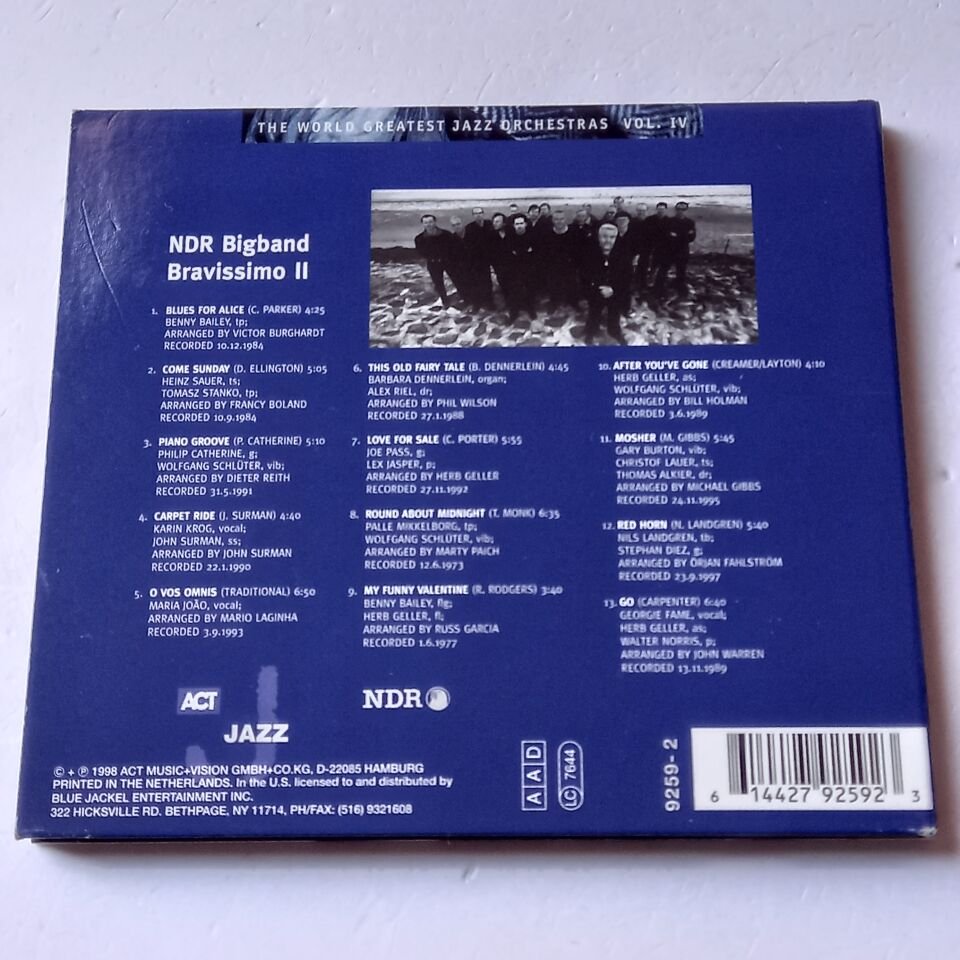 THE WORLD GREATEST JAZZ ORCHESTRAS VOL. IV
NDR Bigband
Bravissimo II
1. BLUES FOR ALICE (C. PARKER) 4:25
BENNY BAILEY, tp;
ARRANGED BY VICTOR BURGHARDT
RECORDED 10.12.1984
2. COME SUNDAY (D. ELLINGTON) 5:05
HEINZ SAUER, ts;
TOMASZ STANKO, tp;
ARRANGED BY FRANCY BOLAND
RECORDED 10.9.1984
3. PIANO GROOVE (P. CATHERINE) 5:10
PHILIP CATHERINE, g;
WOLFGANG SCHLÜTER, vib;
ARRANGED BY DIETER REITH
RECORDED 31.5.1991
4. CARPET RIDE (J. SURMAN) 4:40
KARIN KROG, vocal;
JOHN SURMAN, ss;
ARRANGED BY JOHN SURMAN
RECORDED 22.1.1990
5. O VOS OMNIS (TRADITIONAL) 6:50
MARIA JOÃO, vocal;
ARRANGED BY MARIO LAGINHA
RECORDED 3.9.1993
6. THIS OLD FAIRY TALE (B. DENNERLEIN) 4:45
BARBARA DENNERLEIN, organ;
ALEX RIEL, dr;
ARRANGED BY PHIL WILSON
RECORDED 27.1.1988
7. LOVE FOR SALE (C. PORTER) 5:55
JOE PASS, g;
LEX JASPER, p;
ARRANGED BY HERB GELLER
RECORDED 27.11.1992
8. ROUND ABOUT MIDNIGHT (T. MONK) 6:35
PALLE MIKKELBORG, tp;
WOLFGANG SCHLÜTER, vib;
ARRANGED BY MARTY PAICH
RECORDED 12.6.1973
9. MY FUNNY VALENTINE (R. RODGERS) 3:40
BENNY BAILEY, flg;
HERB GELLER, fl;
ARRANGED BY RUSS GARCIA
RECORDED 1.6.1977
10. AFTER YOU'VE GONE (CREAMER/LAYTON) 4:10
HERB GELLER, as;
WOLFGANG SCHLÜTER, vib;
ARRANGED BY BILL HOLMAN
RECORDED 3.6.1989
11. MOSHER (M. GIBBS) 5:45
GARY BURTON, vib;
CHRISTOF LAUER, ts;
THOMAS ALKIER, dr;
ARRANGED BY MICHAEL GIBBS
RECORDED 24.11.1995
12. RED HORN (N. LANDGREN) 5:40
NILS LANDGREN, tb;
STEPHAN DIEZ, g;
ARRANGED BY ÖRJAN FAHLSTRÖM
RECORDED 23.9.1997
13. GO (CARPENTER) 6:40
GEORGIE FAME, vocal;
HERB GELLER, as;
WALTER NORRIS, p;
ARRANGED BY JOHN WARREN
RECORDED 13.11.1989
ACT
J
JAZZ
NDR
© + ℗ 1998 ACT MUSIC+VISION GMBH+CO.KG, D-22085 HAMBURG
PRINTED IN THE NETHERLANDS. In the U.S. licensed to and distributed by
BLUE JACKEL ENTERTAINMENT INC.
322 HICKSVILLE RD. BETHPAGE, NY 11714, PH/FAX: (516) 9321608
AAD
LC 7644
9259-2
6 14427 92592 3